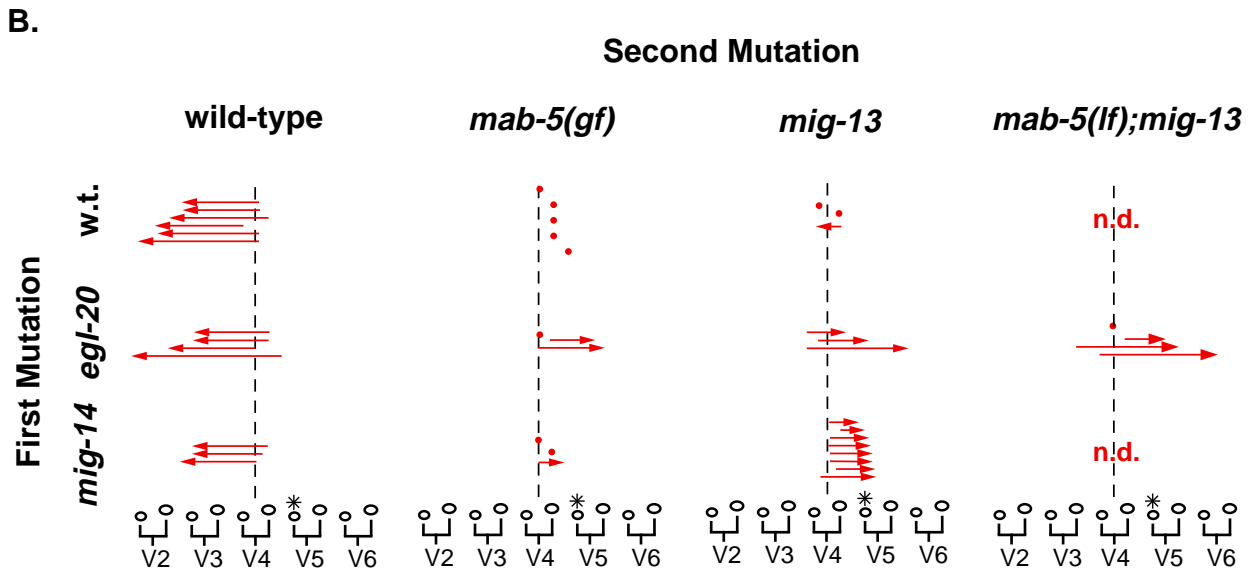 B.
Second Mutation
wild-type mab-5(gf) mig-13 mab-5(lf);mig-13
First Mutation
w.t.
n.d.
egl-20
mig-14
n.d.
* * * *
V2 V3 V4 V5 V6 V2 V3 V4 V5 V6 V2 V3 V4 V5 V6 V2 V3 V4 V5 V6